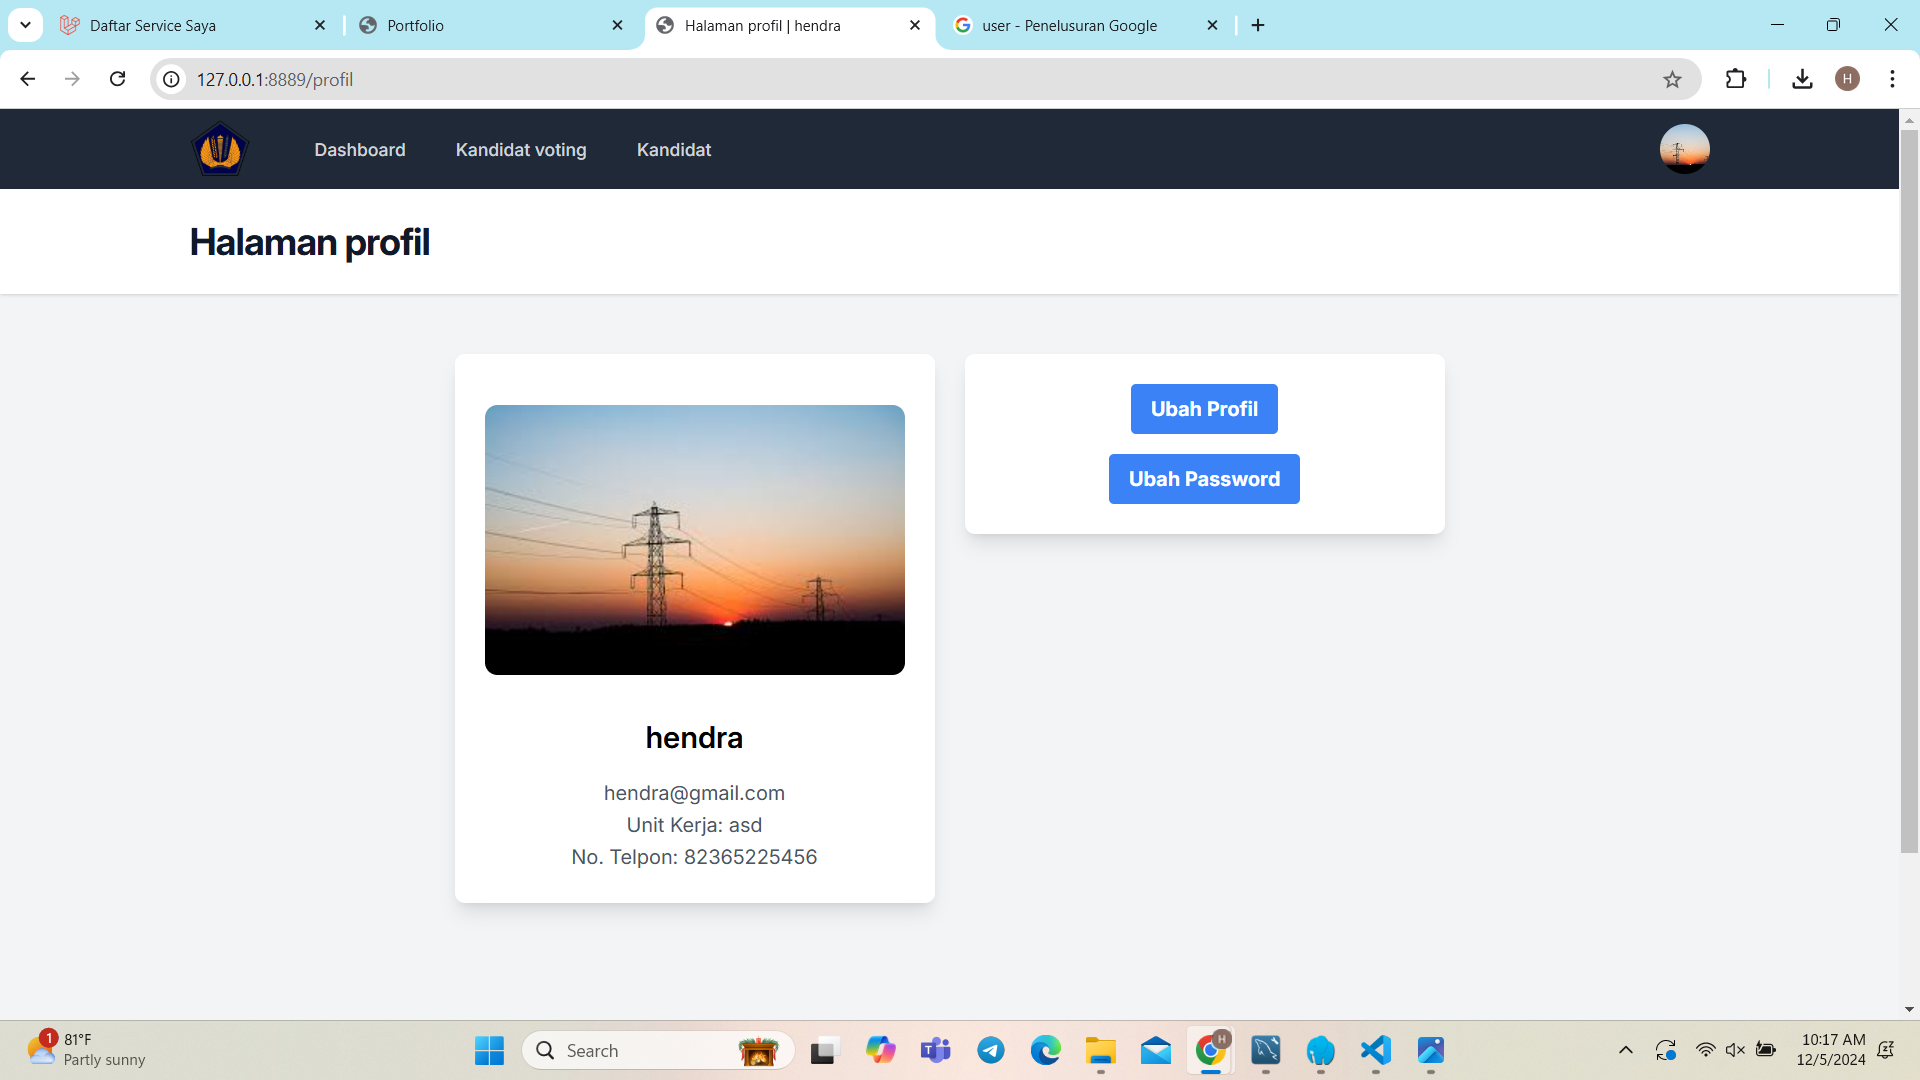 Daftar Service Saya
Portfolio
Halaman profil | hendra
user - Penelusuran Google
127.0.0.1:8889/profil
H
Dashboard
Kandidat voting
Kandidat
Halaman profil
Ubah Profil
Ubah Password
hendra
hendra@gmail.com
Unit Kerja: asd
No. Telpon: 82365225456
1
81°F
Partly sunny
Search
H
10:17 AM
12/5/2024